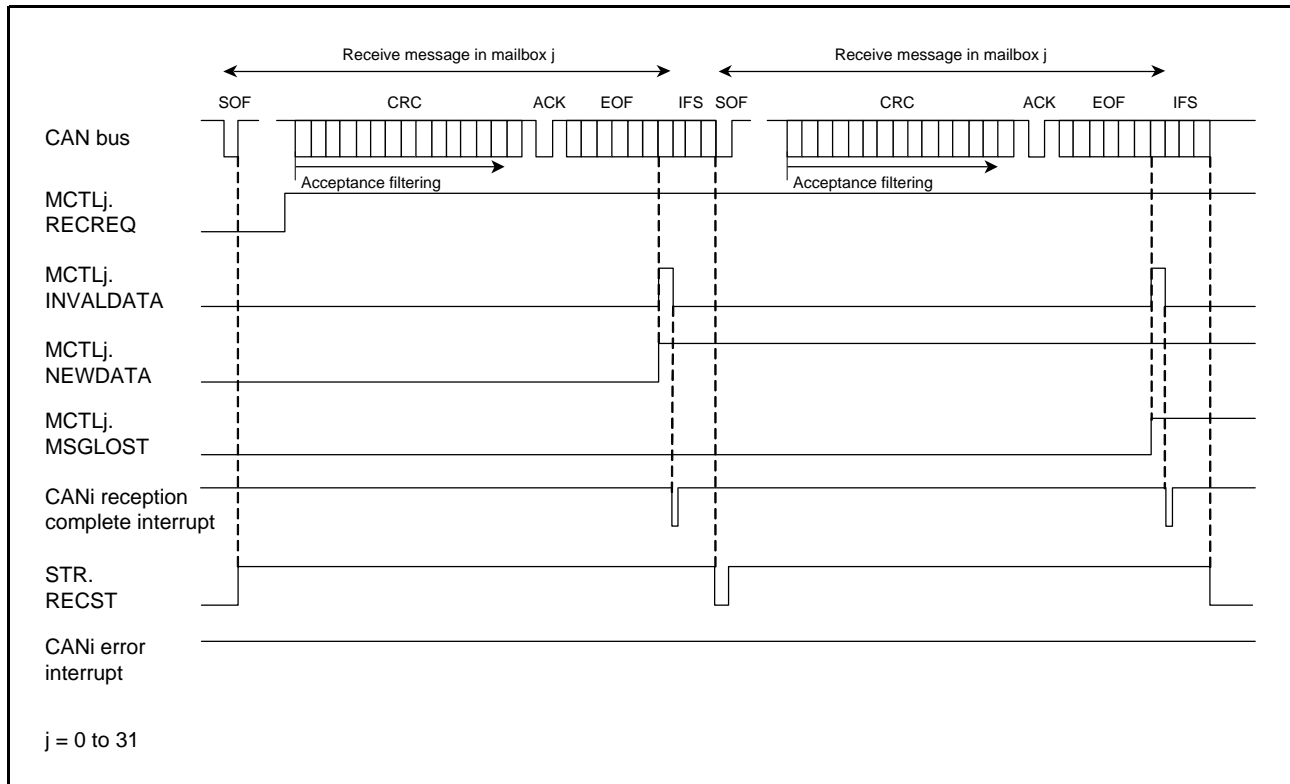 Receive message in mailbox j
Receive message in mailbox j
SOF
CRC
ACK
EOF
IFS
SOF
CRC
ACK
EOF
IFS
CAN bus
Acceptance filtering
Acceptance filtering
MCTLj.
RECREQ
MCTLj.
INVALDATA
MCTLj.
NEWDATA
MCTLj.
MSGLOST
CANi reception
complete interrupt
STR.
RECST
CANi error
interrupt
j = 0 to 31